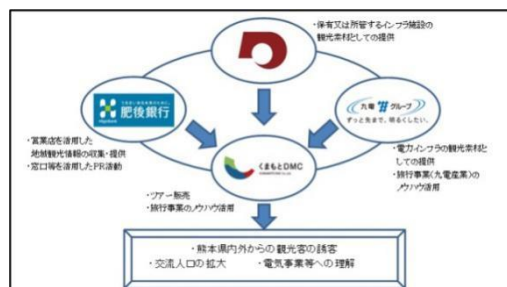 ・保有又は所管するインフラ施設の
観光素材としての提供
肥後銀行
九電グループ
ずっと先まで、明るくしたい。
・営業店を活用した
地域観光情報の収集・提供
・窓口等を活用したPR活動
くまもとDMC
・電力インフラの観光素材と
しての提供
・旅行事業(九電産業)の
ノウハウ活用
・ツアー販売
・旅行事業のノウハウ活用
・熊本県内外からの観光客の誘客
・交流人口の拡大　・電気事業等への理解